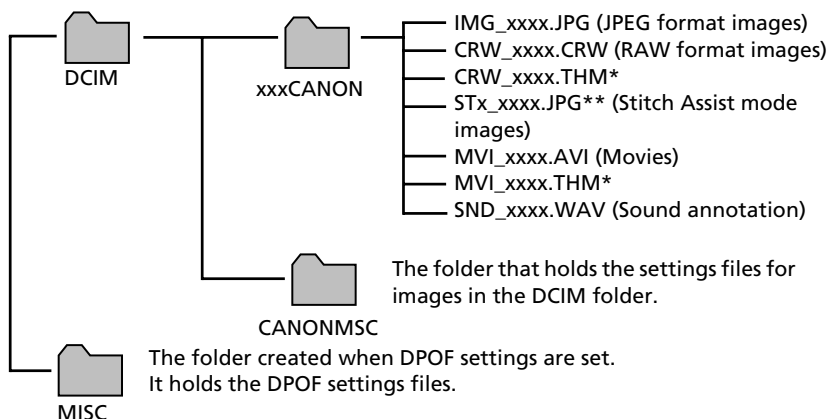 DCIM
xxxCANON
IMG_xxxx.JPG (JPEG format images)
CRW_xxxx.CRW (RAW format images)
CRW_xxxx.THM*
STx_xxxx.JPG** (Stitch Assist mode
images)
MVI_xxxx.AVI (Movies)
MVI_xxxx.THM*
SND_xxxx.WAV (Sound annotation)
CANONMSC
The folder that holds the settings files for
images in the DCIM folder.
MISC
The folder created when DPOF settings are set.
It holds the DPOF settings files.